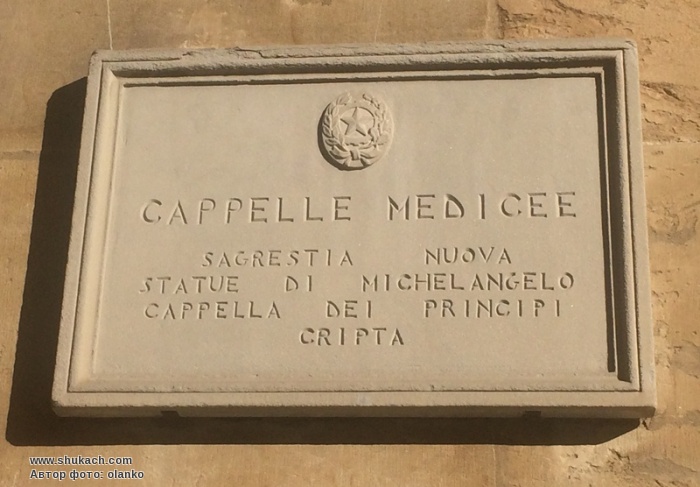 CAPPELLE MEDICEE
SAGRESTIA NUOVA
STATUE DI MICHELANGELO
CAPPELLA DEI PRINCIPI
CRIPTA
www.shukach.com
Автор фото: olanko